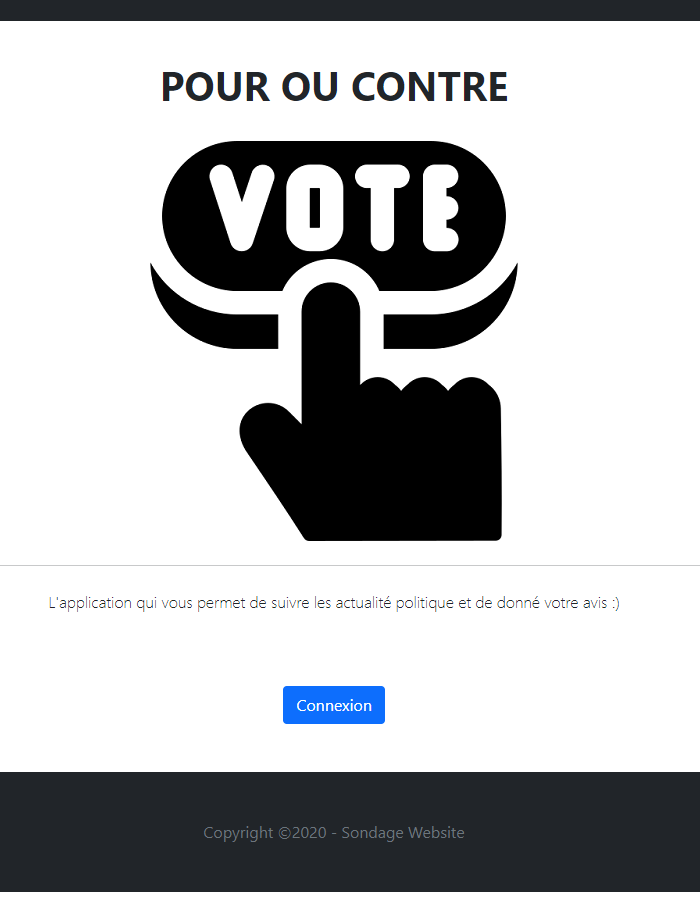 POUR OU CONTRE
VOTE
L'application qui vous permet de suivre les actualité politique et de donné votre avis :)
Connexion
Copyright ©2020 - Sondage Website